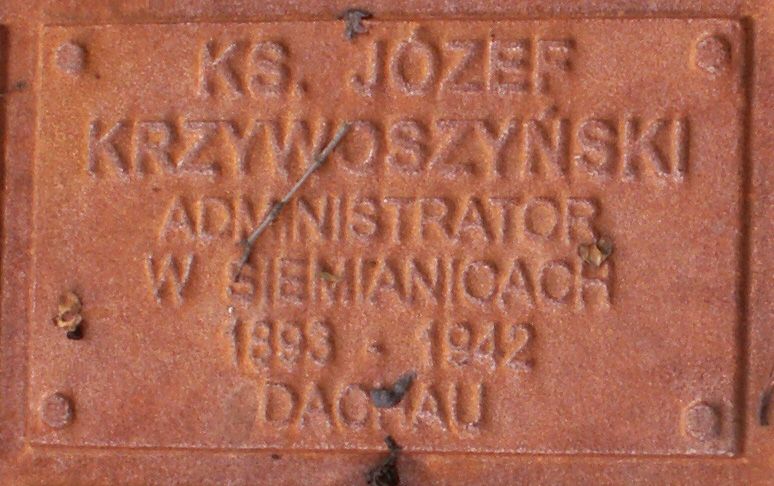 KS. JÓZEF
KRZYWOSZYŃSKI
ADMINISTRATOR
W SIEMIANICACH
1893 - 1942
DACHAU